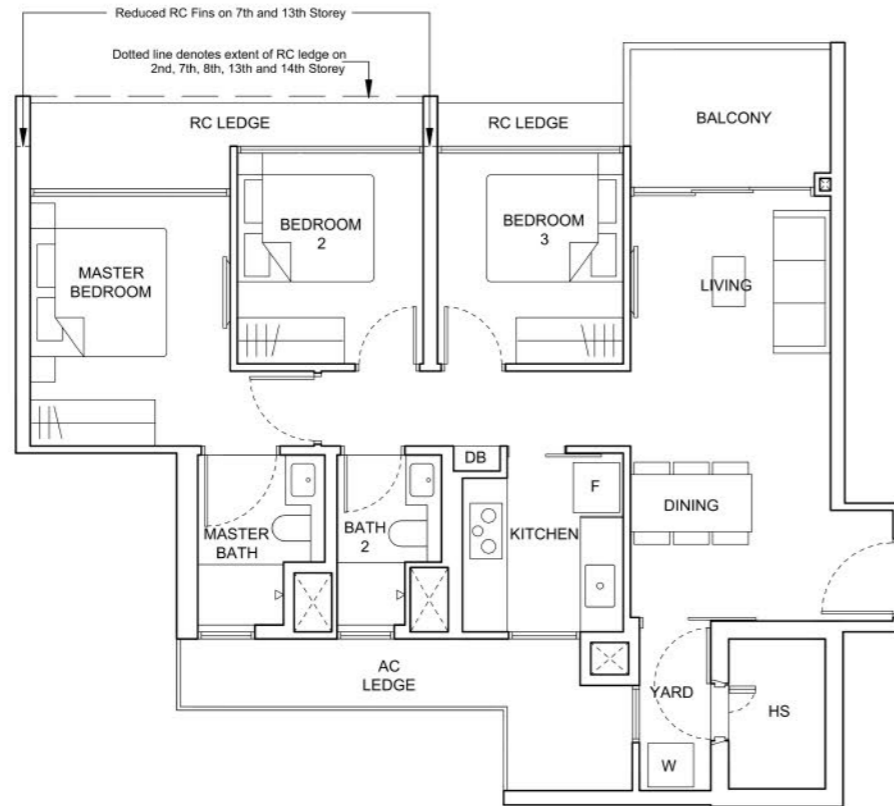 Reduced RC Fins on 7th and 13th Storey
Dotted line denotes extent of RC ledge on
2nd, 7th, 8th, 13th and 14th Storey
RC LEDGE
RC LEDGE
BALCONY
BEDROOM
2
BEDROOM
3
MASTER
BEDROOM
LIVING
DB
F
DINING
MASTER
BATH
BATH
2
KITCHEN
AC
LEDGE
YARD
HS
W